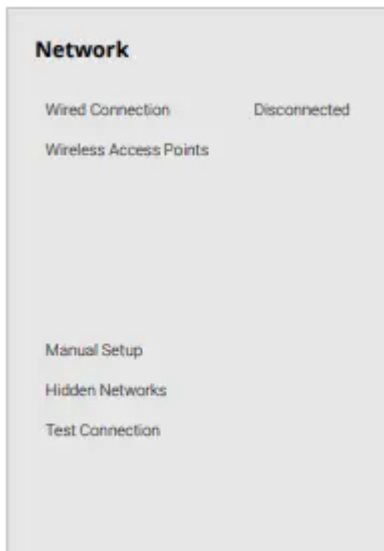 Network
Wired Connection Disconnected
Wireless Access Points
Manual Setup
Hidden Networks
Test Connection